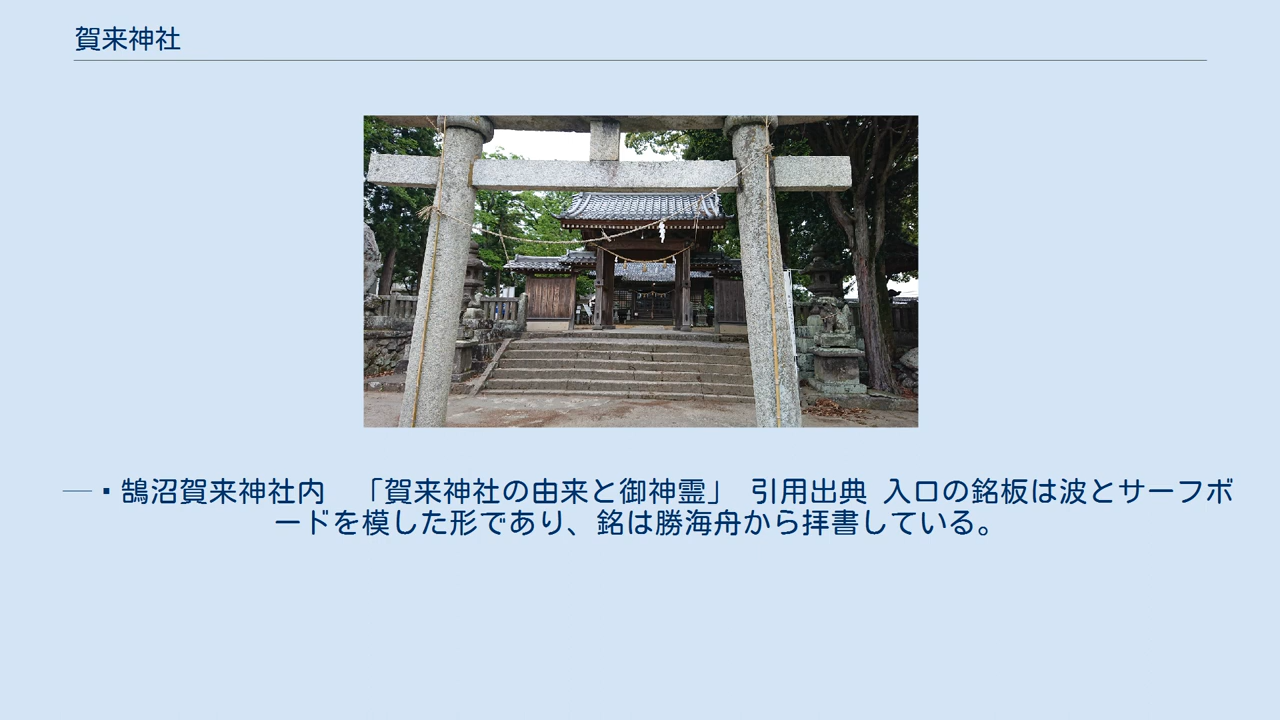 賀来神社
―▪ 鵠沼賀来神社内　「賀来神社の由来と御神霊」 引用出典 入口の銘板は波とサーフボ
ードを模した形であり、銘は勝海舟から拝書している。